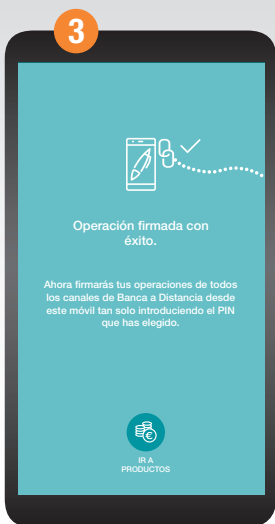 3
Operación firmada con
éxito.
Ahora firmarás tus operaciones de todos
los canales de Banca a Distancia desde
este móvil tan solo introduciendo el PIN
que has elegido.
€
IR A
PRODUCTOS